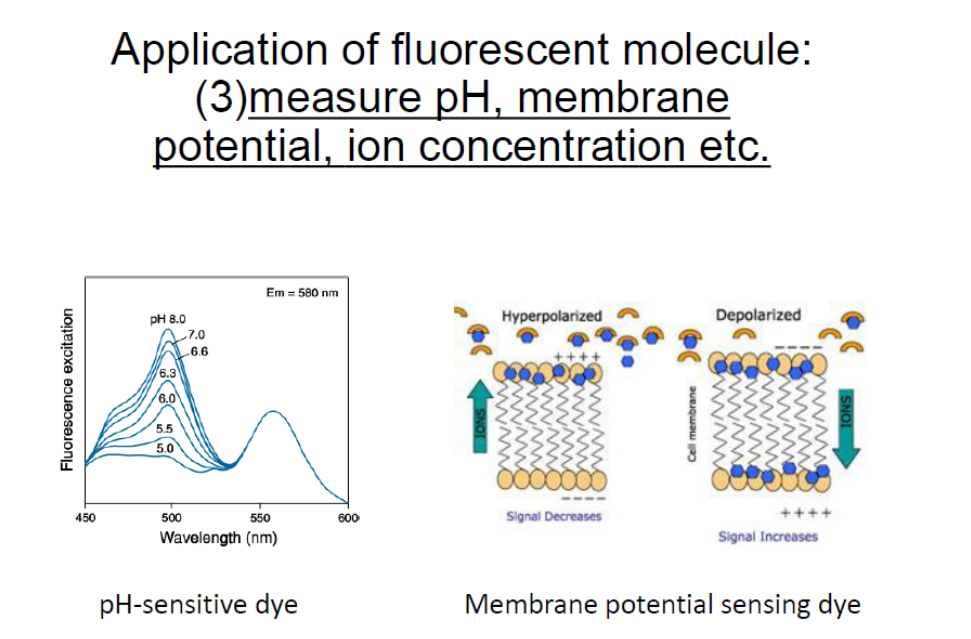 Application of fluorescent molecule:
(3)measure pH, membrane
potential, ion concentration etc.
Em = 580 nm
pH 8.0
7.0
6.6
6.3
6.0
5.5
5.0
Fluorescence excitation
450
500
550
600
Wavelength (nm)
pH-sensitive dye
Hyperpolarized
+ + + +
IONS
– – – –
Signal Decreases
Depolarized
– – – –
Cell membrane
IONS
+ + + +
Signal Increases
Membrane potential sensing dye